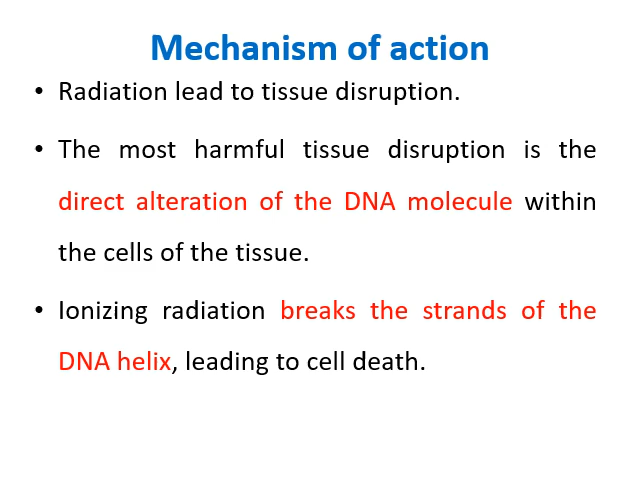 Mechanism of action
• Radiation lead to tissue disruption.
• The most harmful tissue disruption is the
direct alteration of the DNA molecule within
the cells of the tissue.
• Ionizing radiation breaks the strands of the
DNA helix, leading to cell death.